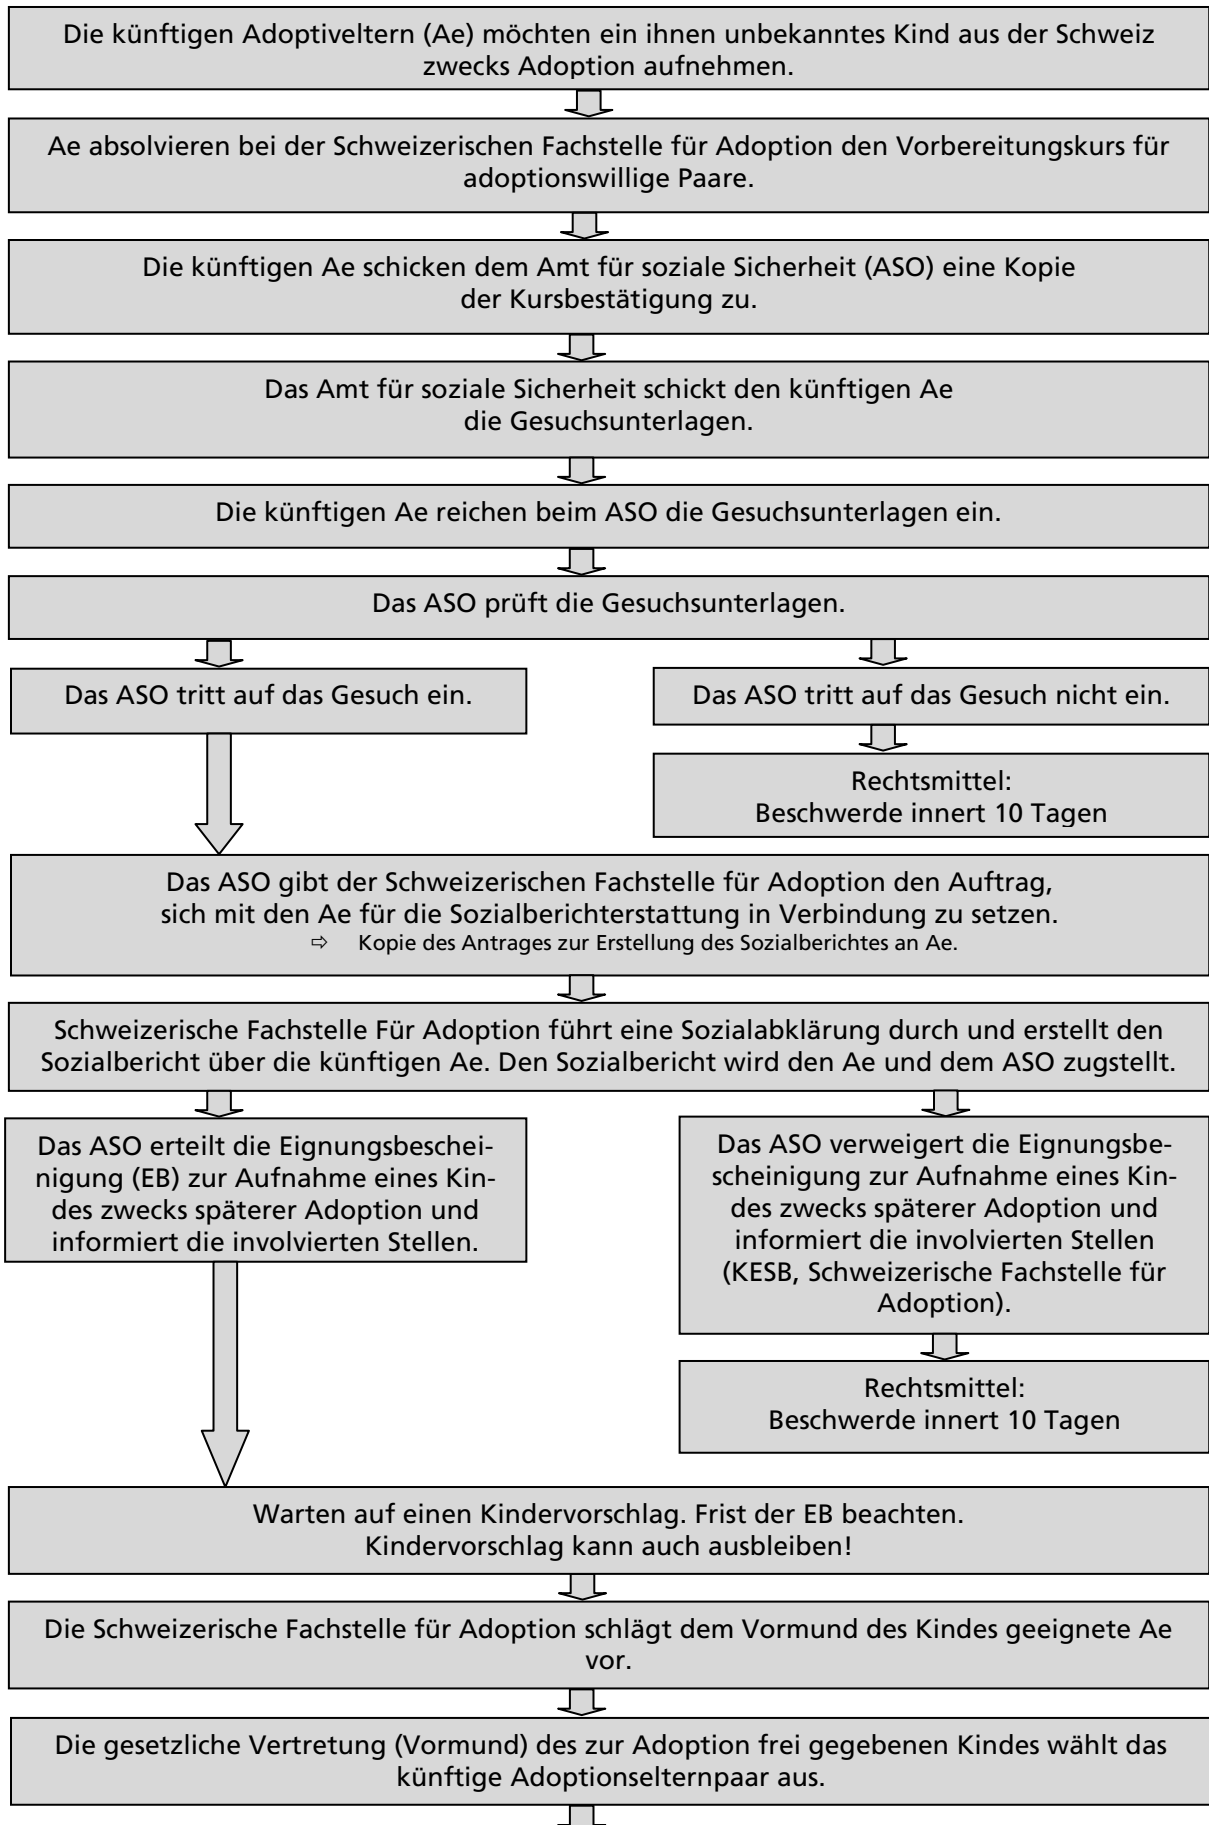 Die künftigen Adoptiveltern (Ae) möchten ein ihnen unbekanntes Kind aus der Schweiz
zwecks Adoption aufnehmen.
Ae absolvieren bei der Schweizerischen Fachstelle für Adoption den Vorbereitungskurs für
adoptionswillige Paare.
Die künftigen Ae schicken dem Amt für soziale Sicherheit (ASO) eine Kopie
der Kursbestätigung zu.
Das Amt für soziale Sicherheit schickt den künftigen Ae
die Gesuchsunterlagen.
Die künftigen Ae reichen beim ASO die Gesuchsunterlagen ein.
Das ASO prüft die Gesuchsunterlagen.
Das ASO tritt auf das Gesuch ein.
Das ASO tritt auf das Gesuch nicht ein.
Rechtsmittel:
Beschwerde innert 10 Tagen
Das ASO gibt der Schweizerischen Fachstelle für Adoption den Auftrag,
sich mit den Ae für die Sozialberichterstattung in Verbindung zu setzen.
⇨ Kopie des Antrages zur Erstellung des Sozialberichtes an Ae.
Schweizerische Fachstelle Für Adoption führt eine Sozialabklärung durch und erstellt den
Sozialbericht über die künftigen Ae. Den Sozialbericht wird den Ae und dem ASO zugstellt.
Das ASO erteilt die Eignungsbeschei-
nigung (EB) zur Aufnahme eines Kin-
des zwecks späterer Adoption und
informiert die involvierten Stellen.
Das ASO verweigert die Eignungsbe-
scheinigung zur Aufnahme eines Kin-
des zwecks späterer Adoption und
informiert die involvierten Stellen
(KESB, Schweizerische Fachstelle für
Adoption).
Rechtsmittel:
Beschwerde innert 10 Tagen
Warten auf einen Kindervorschlag. Frist der EB beachten.
Kindervorschlag kann auch ausbleiben!
Die Schweizerische Fachstelle für Adoption schlägt dem Vormund des Kindes geeignete Ae
vor.
Die gesetzliche Vertretung (Vormund) des zur Adoption frei gegebenen Kindes wählt das
künftige Adoptionselternpaar aus.